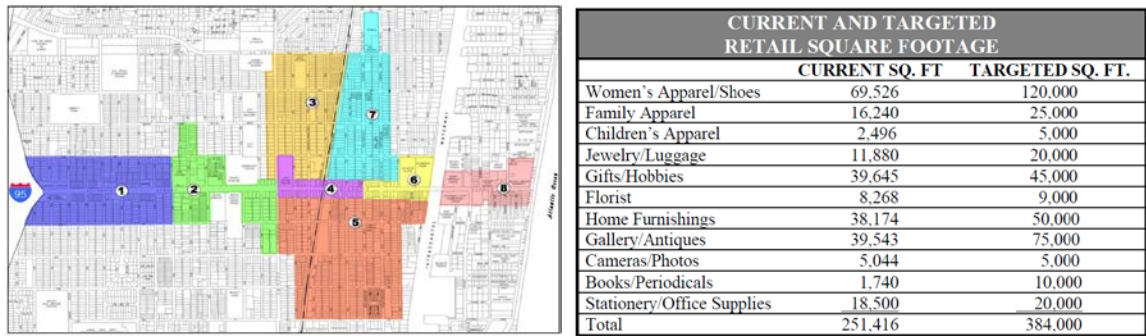 95
1
2
3
4
5
6
7
8
CURRENT AND TARGETED
RETAIL SQUARE FOOTAGE
CURRENT SQ. FT TARGETED SQ. FT.
Women's Apparel/Shoes 69,526 120,000
Family Apparel 16,240 25,000
Children's Apparel 2,496 5,000
Jewelry/Luggage 11,880 20,000
Gifts/Hobbies 39,645 45,000
Florist 8,268 9,000
Home Furnishings 38,174 50,000
Gallery/Antiques 39,543 75,000
Cameras/Photos 5,044 5,000
Books/Periodicals 1,740 10,000
Stationery/Office Supplies 18,500 20,000
Total 251,416 384,000